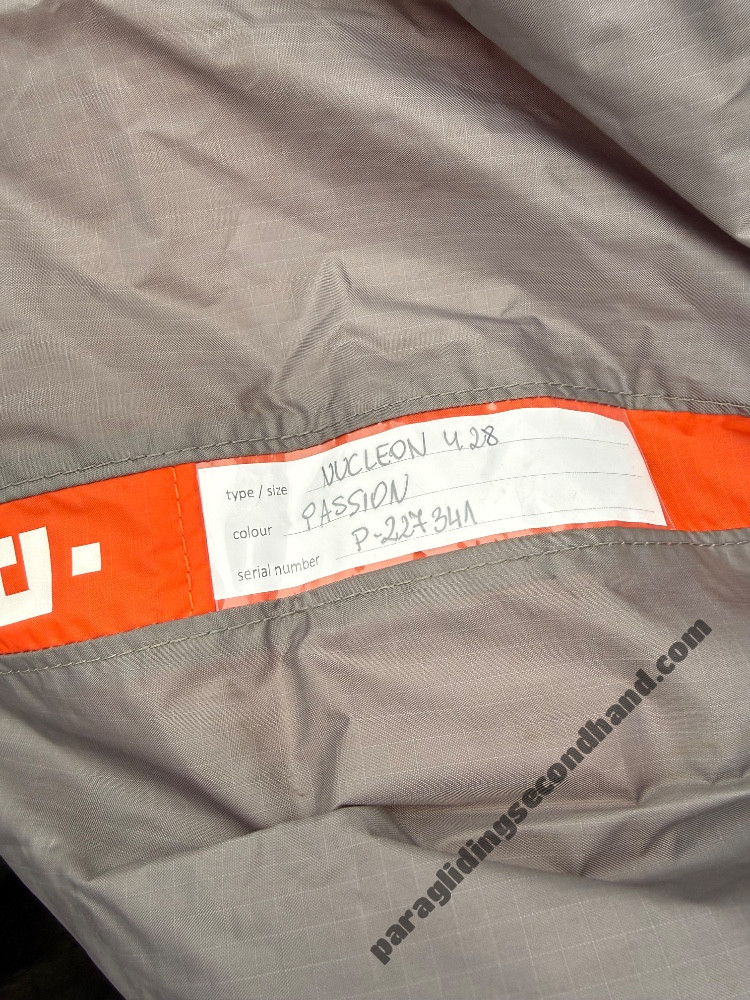 type / size NUCLEON 4.28
colour PASSION
serial number P-227341
paraglidingsecondhand.com